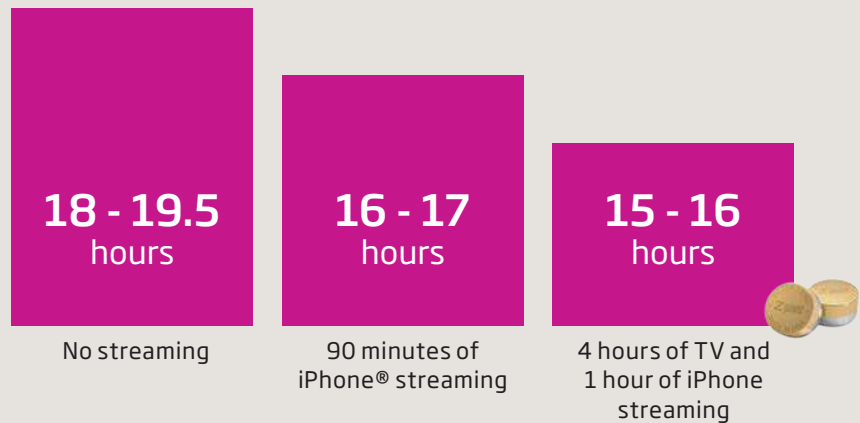 18 - 19.5
hours
16 - 17
hours
15 - 16
hours
No streaming
90 minutes of
iPhone® streaming
4 hours of TV and
1 hour of iPhone
streaming